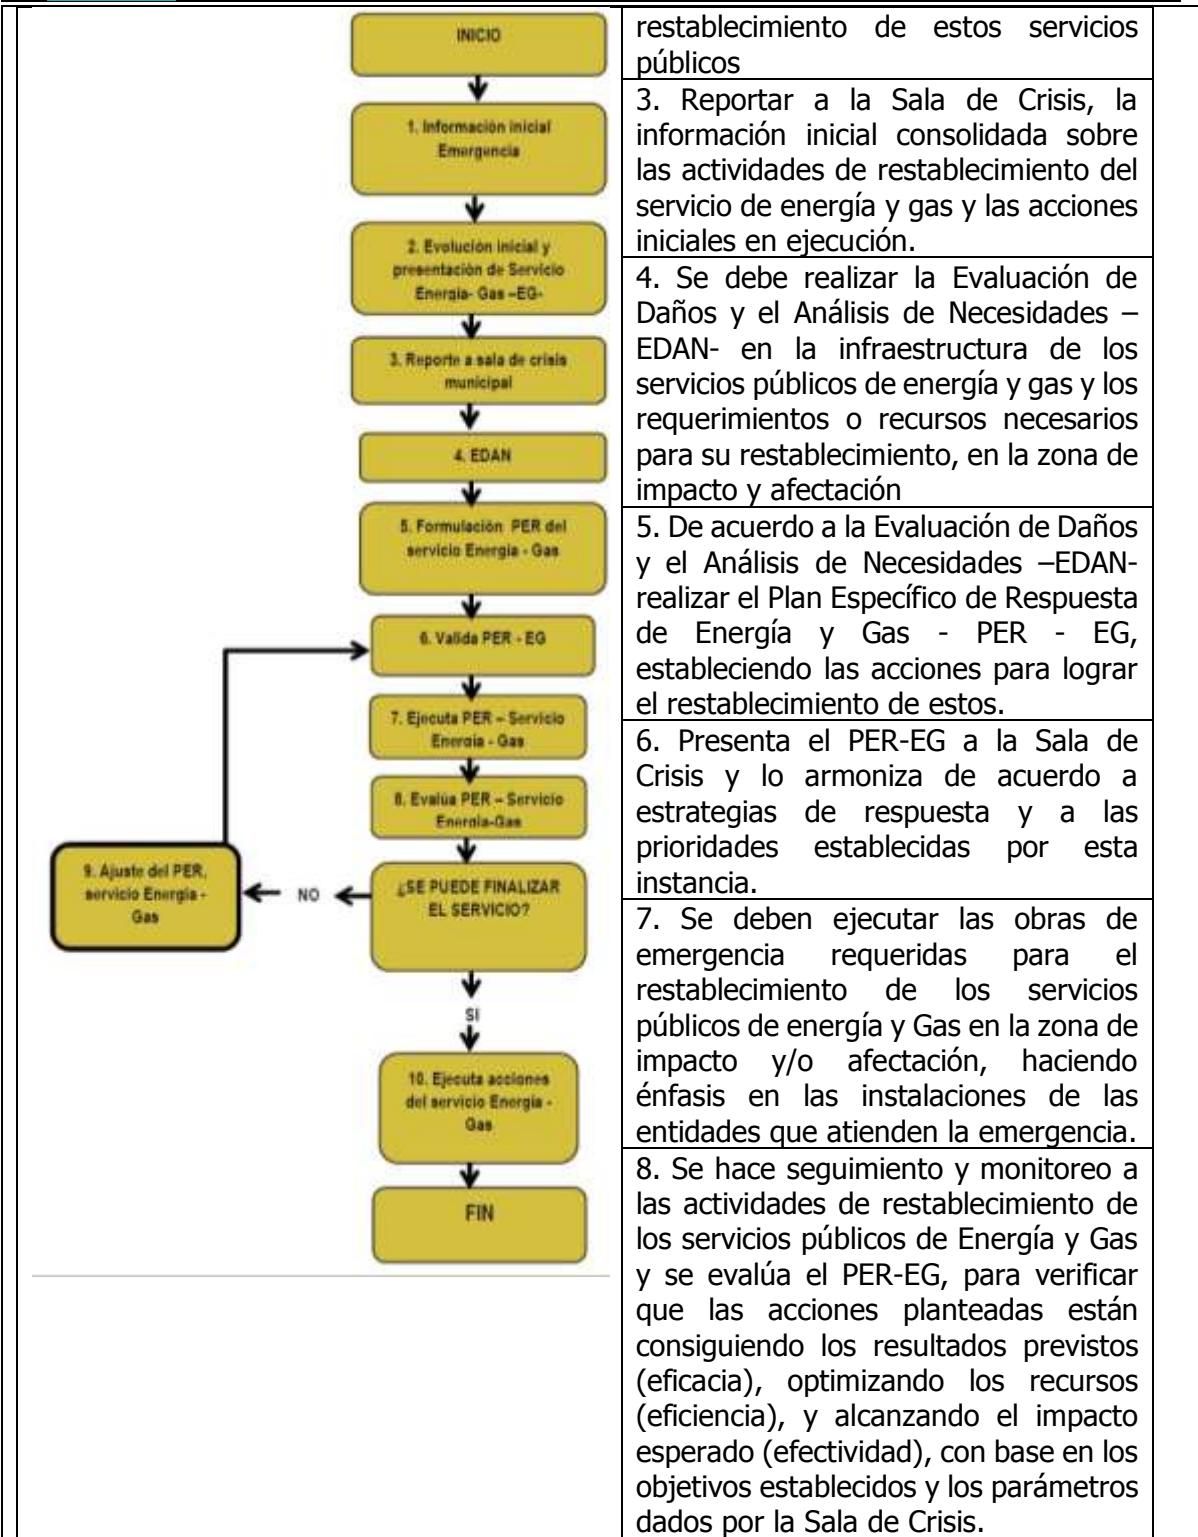 INICIO
1. Información inicial
Emergencia
2. Evolución inicial y
presentación de Servicio
Energía- Gas –EG-
3. Reporte a sala de crisis
municipal
4. EDAN
5. Formulación PER del
servicio Energía - Gas
6. Valida PER - EG
7. Ejecuta PER – Servicio
Energía - Gas
8. Evalúa PER – Servicio
Energía-Gas
¿SE PUEDE FINALIZAR
EL SERVICIO?
NO
9. Ajuste del PER,
servicio Energía -
Gas
SI
10. Ejecuta acciones
del servicio Energía -
Gas
FIN
restablecimiento de estos servicios
públicos
3. Reportar a la Sala de Crisis, la
información inicial consolidada sobre
las actividades de restablecimiento del
servicio de energía y gas y las acciones
iniciales en ejecución.
4. Se debe realizar la Evaluación de
Daños y el Análisis de Necesidades –
EDAN- en la infraestructura de los
servicios públicos de energía y gas y los
requerimientos o recursos necesarios
para su restablecimiento, en la zona de
impacto y afectación
5. De acuerdo a la Evaluación de Daños
y el Análisis de Necesidades –EDAN-
realizar el Plan Específico de Respuesta
de Energía y Gas - PER - EG,
estableciendo las acciones para lograr
el restablecimiento de estos.
6. Presenta el PER-EG a la Sala de
Crisis y lo armoniza de acuerdo a
estrategias de respuesta y a las
prioridades establecidas por esta
instancia.
7. Se deben ejecutar las obras de
emergencia requeridas para el
restablecimiento de los servicios
públicos de energía y Gas en la zona de
impacto y/o afectación, haciendo
énfasis en las instalaciones de las
entidades que atienden la emergencia.
8. Se hace seguimiento y monitoreo a
las actividades de restablecimiento de
los servicios públicos de Energía y Gas
y se evalúa el PER-EG, para verificar
que las acciones planteadas están
consiguiendo los resultados previstos
(eficacia), optimizando los recursos
(eficiencia), y alcanzando el impacto
esperado (efectividad), con base en los
objetivos establecidos y los parámetros
dados por la Sala de Crisis.